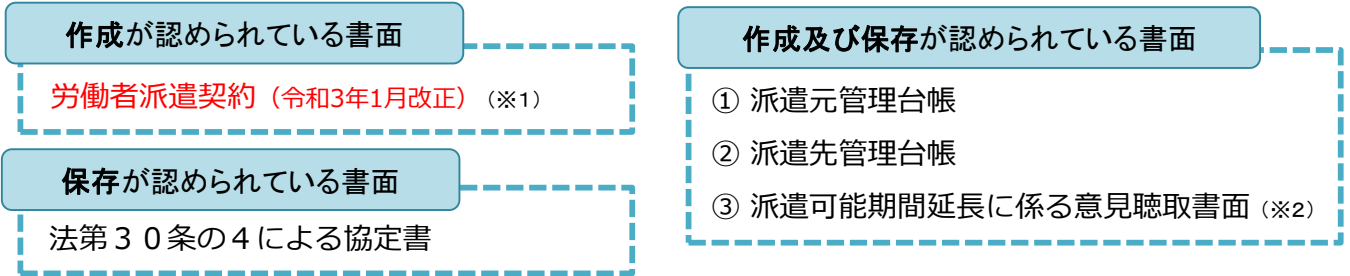 作成が認められている書面
労働者派遣契約（令和3年1月改正）（※1）
保存が認められている書面
法第３０条の４による協定書
作成及び保存が認められている書面
① 派遣元管理台帳
② 派遣先管理台帳
③ 派遣可能期間延長に係る意見聴取書面（※2）